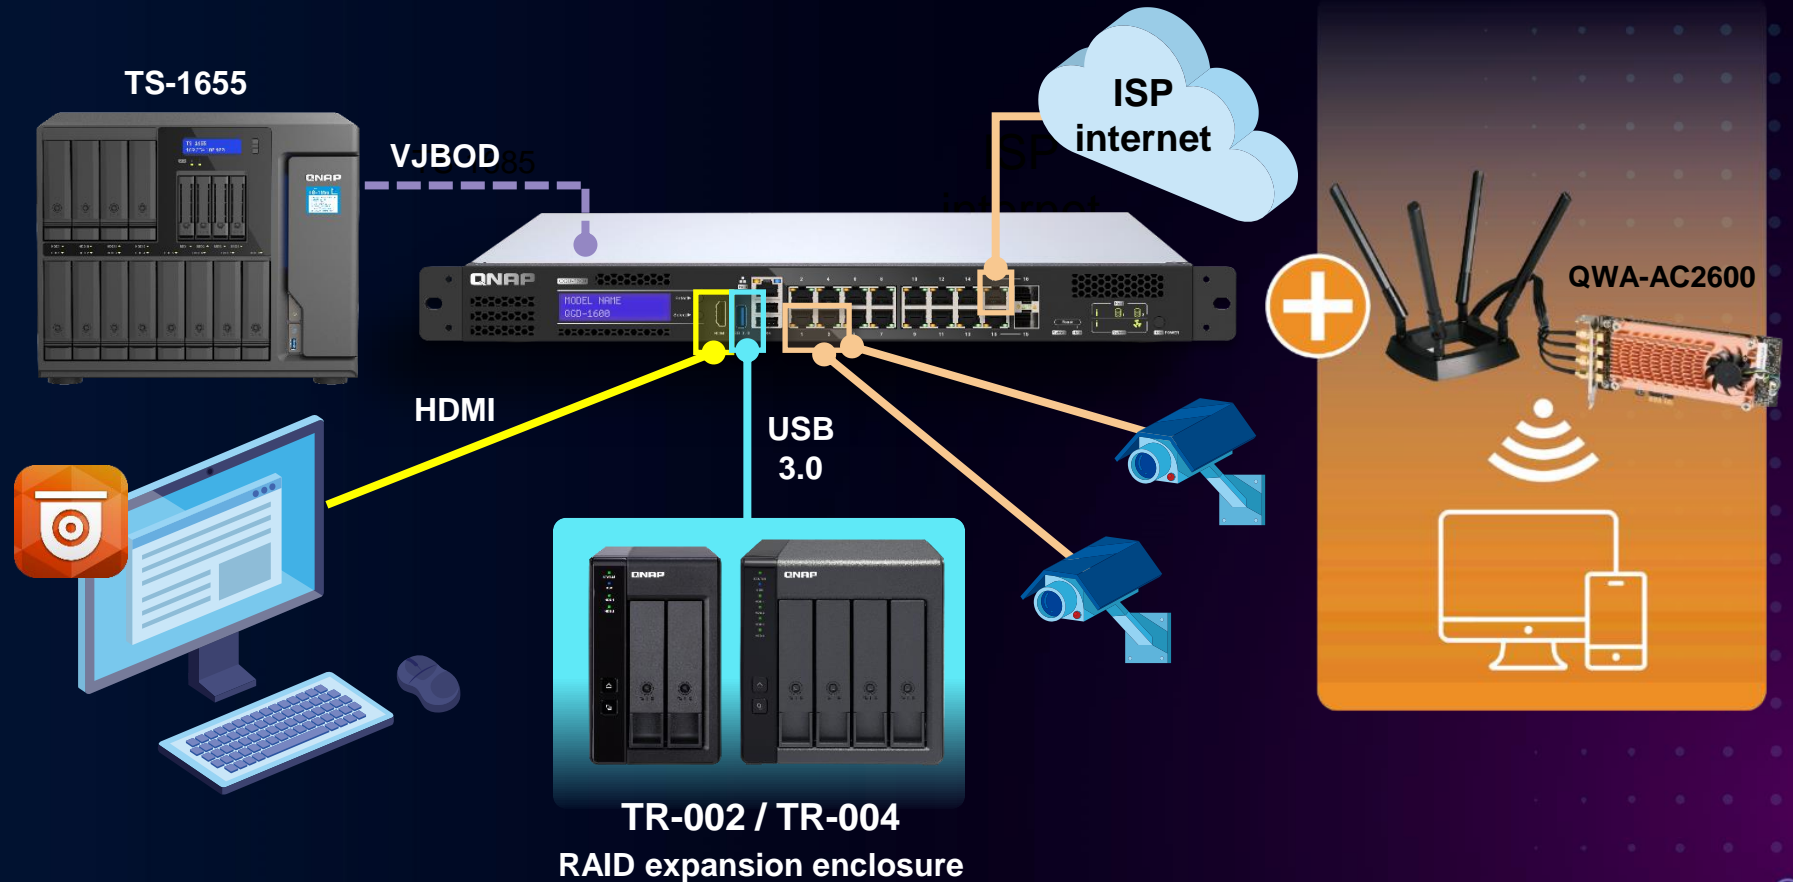 TS-1655
QNAP
VJBOD
ISP
internet
QNAP
MODEL NAME
QGD-1600
HDMI
USB
3.0
QWA-AC2600
QNAP
QNAP
TR-002 / TR-004
RAID expansion enclosure